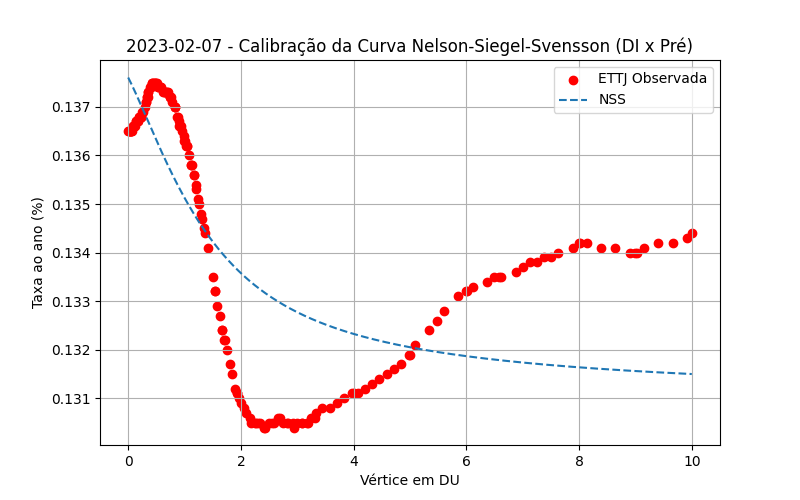 2023-02-07 - Calibração da Curva Nelson-Siegel-Svensson (DI x Pré)
ETTJ Observada
NSS
Taxa ao ano (%)
0.137
0.136
0.135
0.134
0.133
0.132
0.131
0 2 4 6 8 10
Vértice em DU